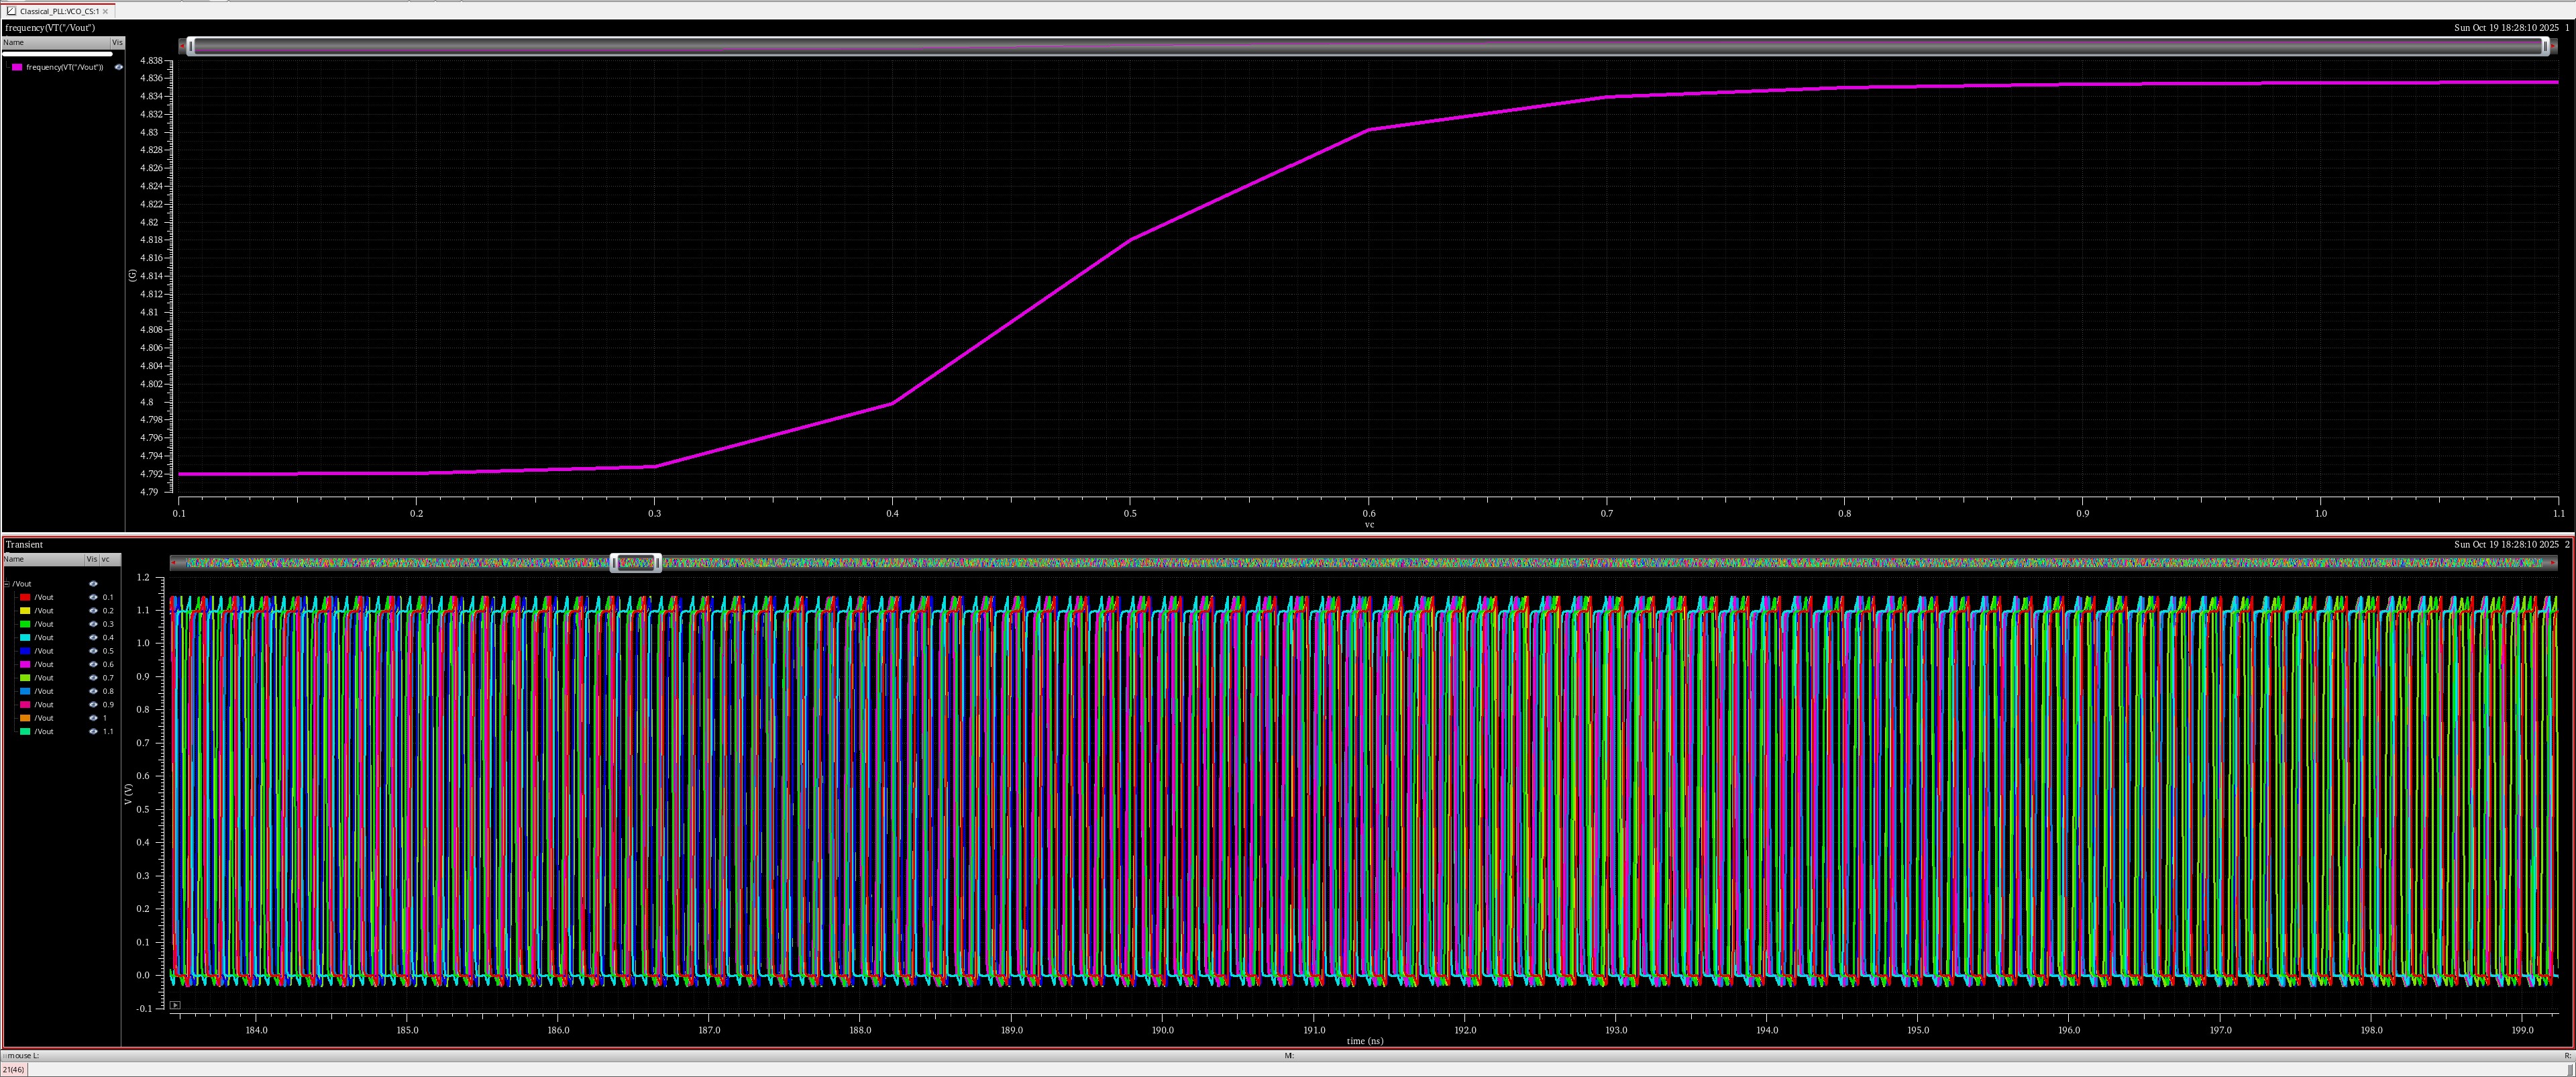 Classical_PLL:VCO_CS:1 ×
frequency(VT("/Vout")
Sun Oct 19 18:28:10 2025 1
Name Vis
frequency(VT("/Vout"))
4.838
4.836
4.834
4.832
4.83
4.828
4.826
4.824
4.822
4.82
4.818
4.816
4.814
4.812
4.81
4.808
4.806
4.804
4.802
4.8
4.798
4.796
4.794
4.792
4.79
(G)
0.1 0.2 0.3 0.4 0.5 0.6 0.7 0.8 0.9 1.0 1.1
vc
Transient
Sun Oct 19 18:28:10 2025 2
Name Vis vc
/Vout
/Vout 0.1
/Vout 0.2
/Vout 0.3
/Vout 0.4
/Vout 0.5
/Vout 0.6
/Vout 0.7
/Vout 0.8
/Vout 0.9
/Vout 1
/Vout 1.1
1.2
1.1
1.0
0.9
0.8
0.7
0.6
0.5
0.4
0.3
0.2
0.1
0.0
-0.1
V (V)
184.0 185.0 186.0 187.0 188.0 189.0 190.0 191.0 192.0 193.0 194.0 195.0 196.0 197.0 198.0 199.0
time (ns)
mouse L: M: R:
21(46)